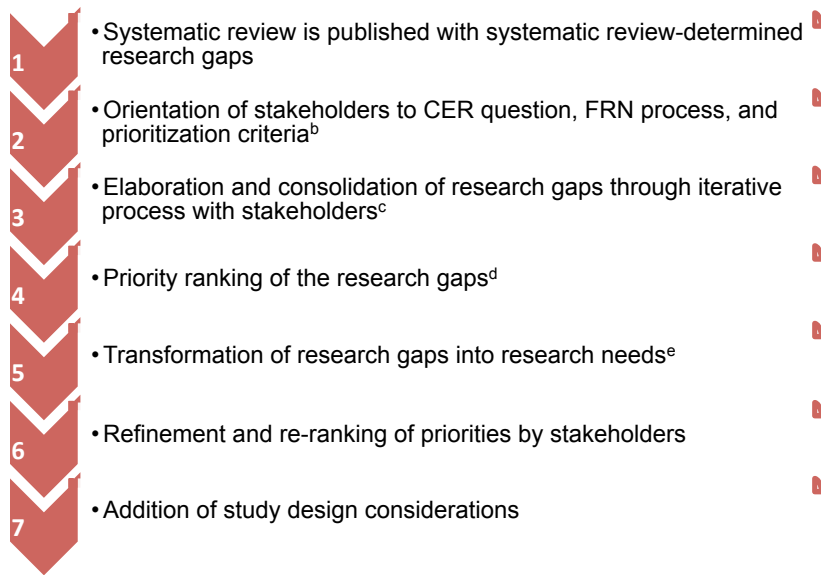 1
• Systematic review is published with systematic review-determined
research gaps
2
• Orientation of stakeholders to CER question, FRN process, and
prioritization criteriaᵇ
3
• Elaboration and consolidation of research gaps through iterative
process with stakeholdersᶜ
4
• Priority ranking of the research gapsᵈ
5
• Transformation of research gaps into research needsᵉ
6
• Refinement and re-ranking of priorities by stakeholders
7
• Addition of study design considerations